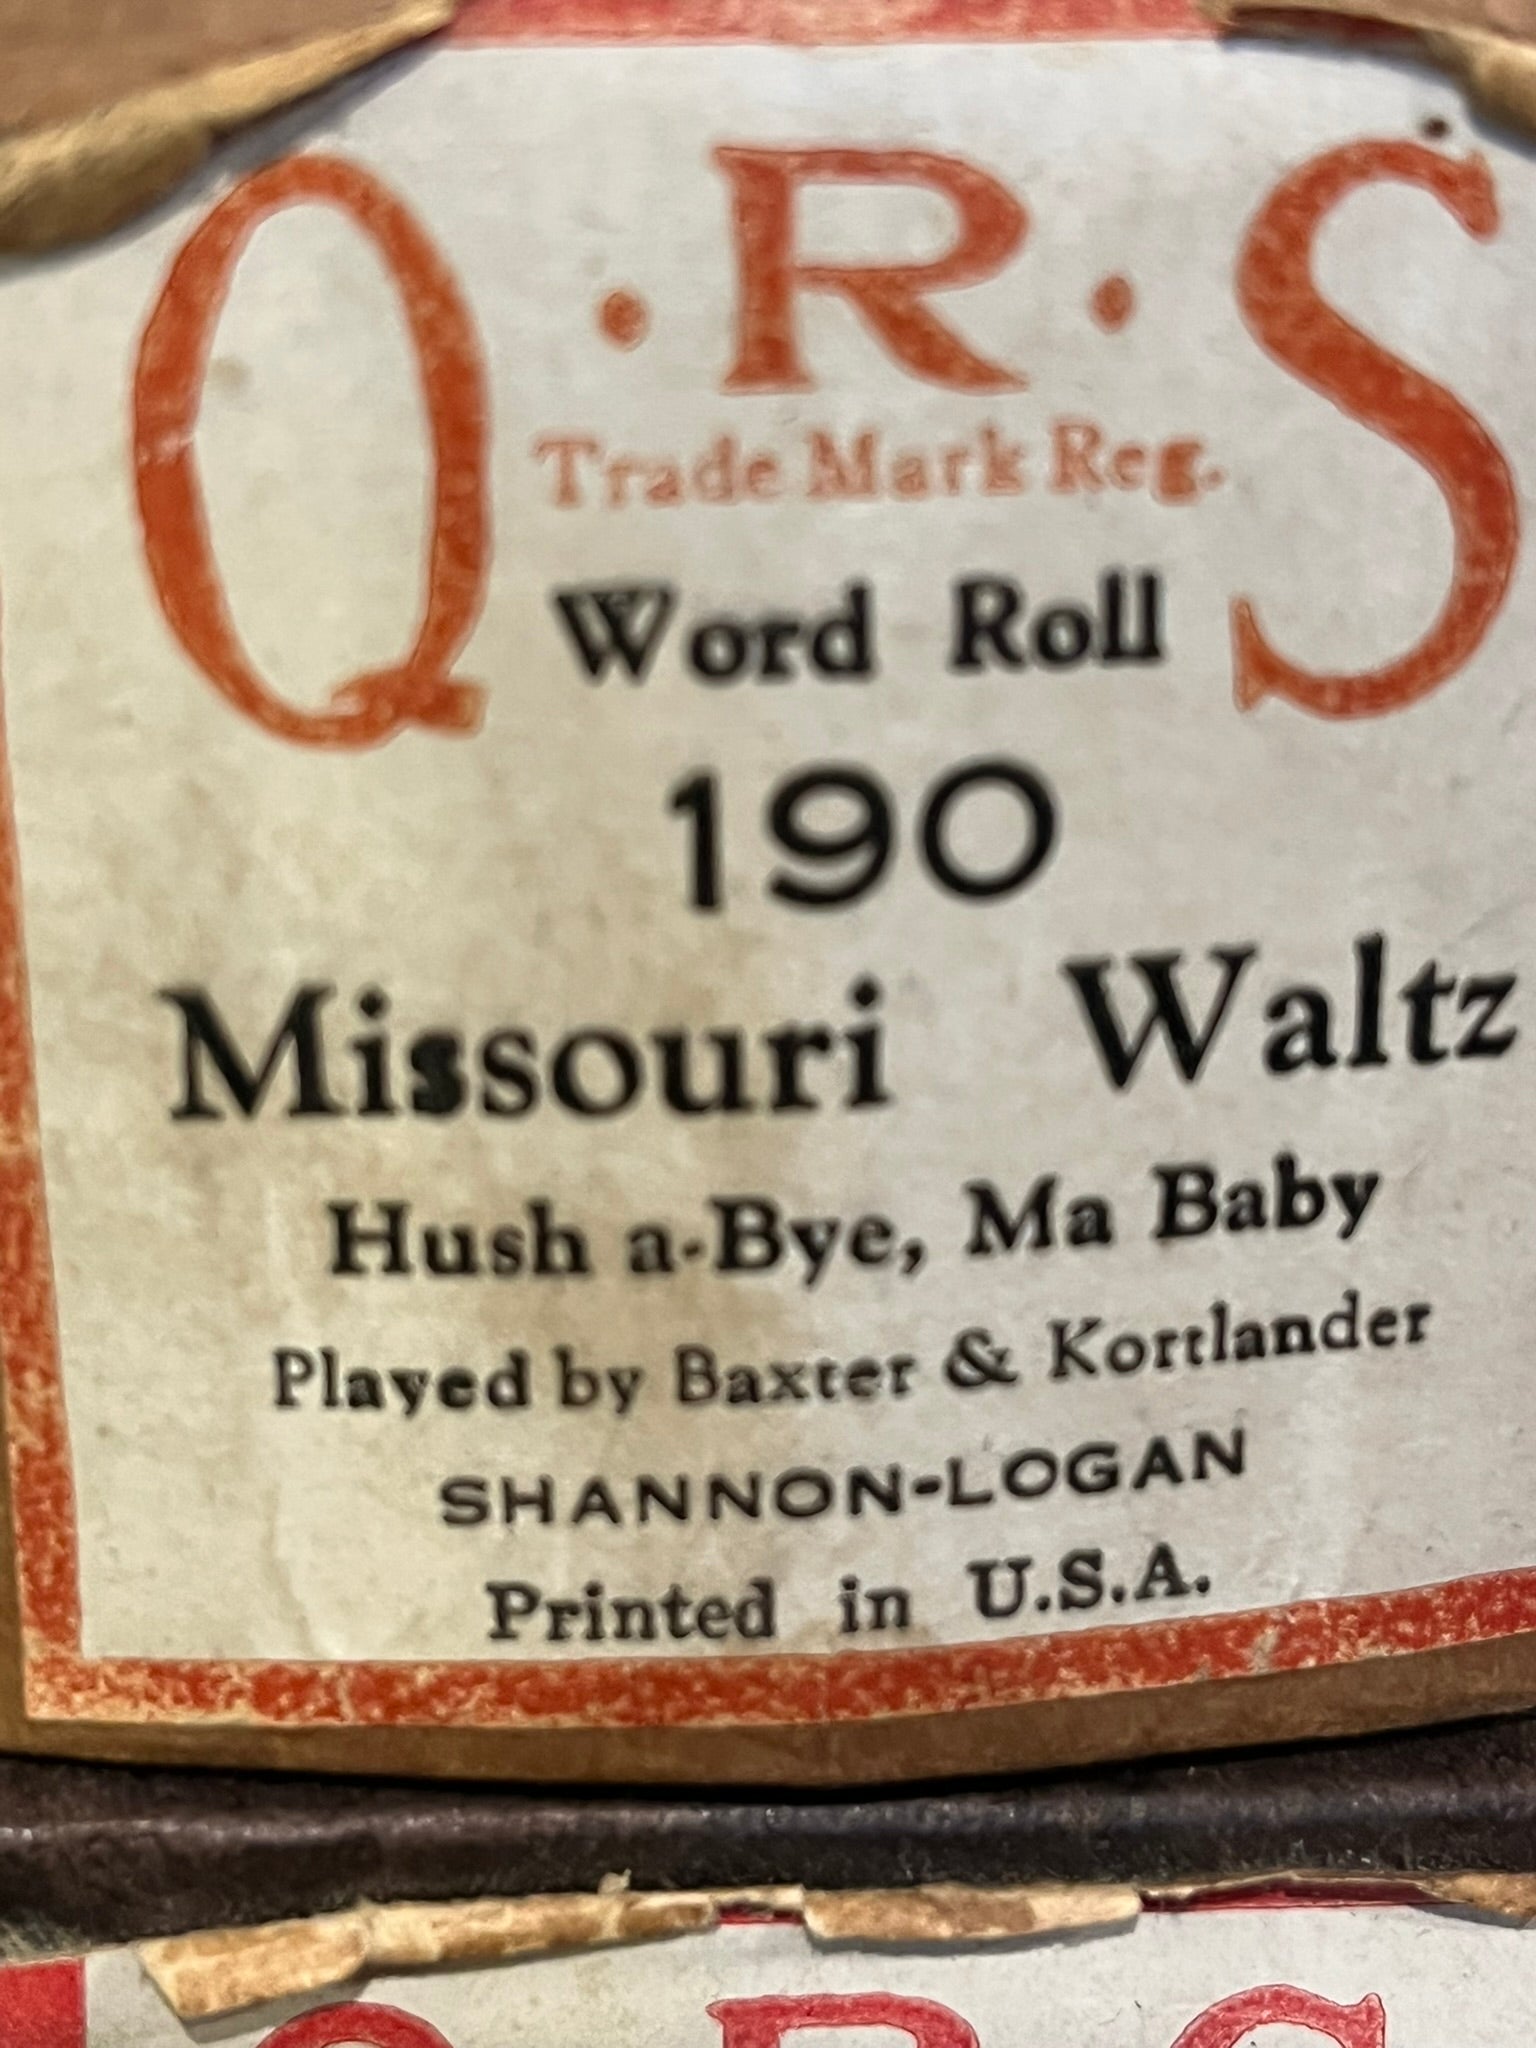 Q·R·S
Trade Mark Reg.
Word Roll
190
Missouri Waltz
Hush a-Bye, Ma Baby
Played by Baxter & Kortlander
SHANNON-LOGAN
Printed in U.S.A.
Q R S